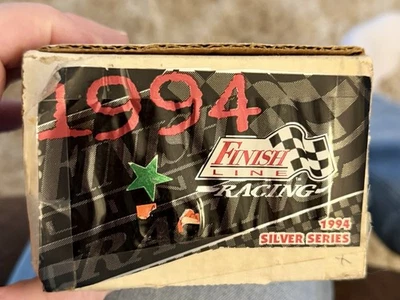 1994
FINISH
LINE
RACING
1994
SILVER SERIES